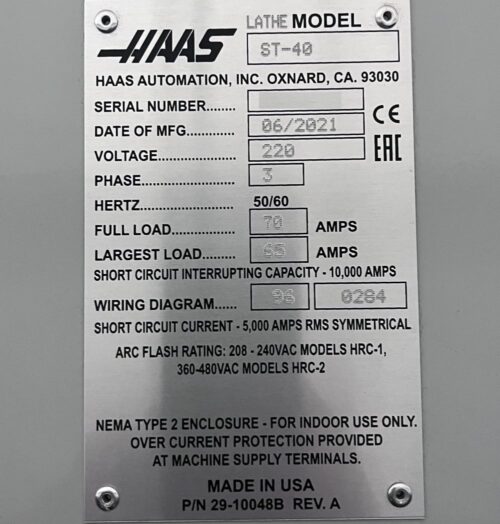 HAAS
LATHE MODEL
ST-40
HAAS AUTOMATION, INC. OXNARD, CA. 93030
SERIAL NUMBER.......
DATE OF MFG........... 06/2021
CE
VOLTAGE................. 220
EAC
PHASE..................... 3
HERTZ..................... 50/60
FULL LOAD.............. 70 AMPS
LARGEST LOAD....... 65 AMPS
SHORT CIRCUIT INTERRUPTING CAPACITY - 10,000 AMPS
WIRING DIAGRAM...... 96 0284
SHORT CIRCUIT CURRENT - 5,000 AMPS RMS SYMMETRICAL
ARC FLASH RATING: 208 - 240VAC MODELS HRC-1,
360-480VAC MODELS HRC-2
NEMA TYPE 2 ENCLOSURE - FOR INDOOR USE ONLY.
OVER CURRENT PROTECTION PROVIDED
AT MACHINE SUPPLY TERMINALS.
MADE IN USA
P/N 29-10048B REV. A